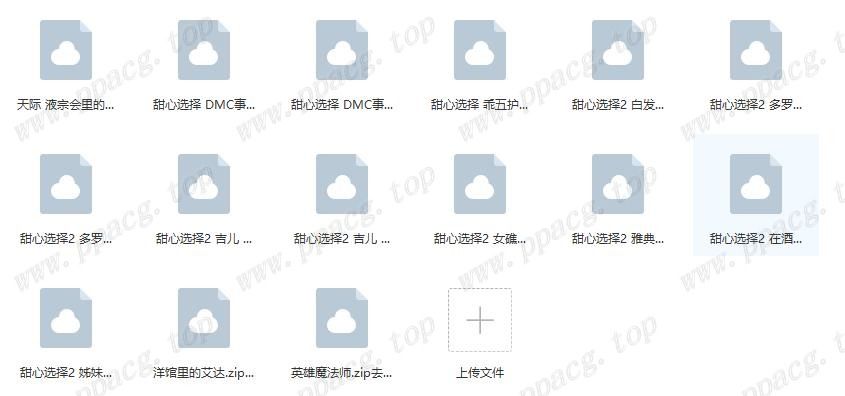 天际 液宗会里的...
甜心选择 DMC事...
甜心选择 DMC事...
甜心选择 乖五护...
甜心选择2 白发...
甜心选择2 多罗...
甜心选择2 多罗...
甜心选择2 吉儿 ...
甜心选择2 吉儿 ...
甜心选择2 女礁...
甜心选择2 雅典...
甜心选择2 在酒...
甜心选择2 姊妹...
洋馆里的艾达.zip...
英雄魔法师.zip去...
上传文件
www.ppacg.top
www.ppacg.top
www.ppacg.top
www.ppacg.top
www.ppacg.top
www.ppacg.top